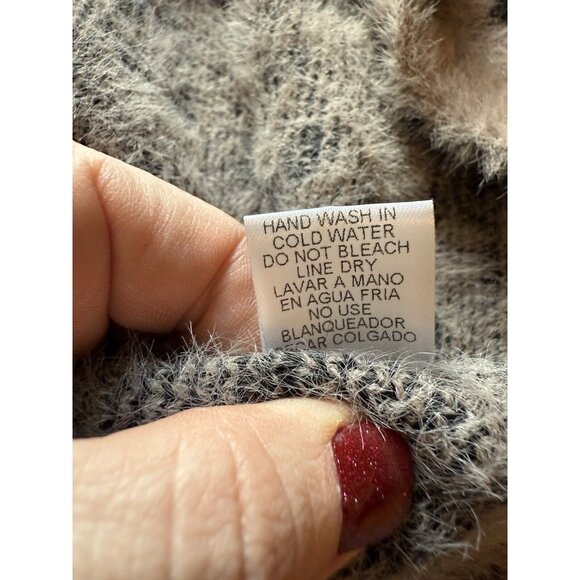 HAND WASH IN
COLD WATER
DO NOT BLEACH
LINE DRY
LAVAR A MANO
EN AGUA FRIA
NO USE
BLANQUEADOR
SECAR COLGADO